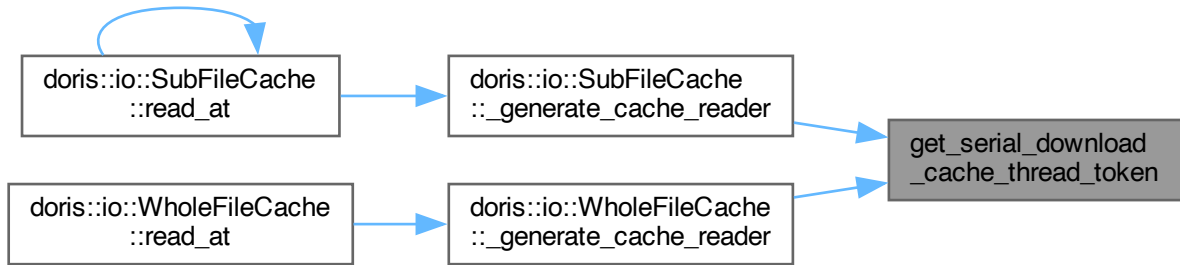 doris::io::SubFileCache
::read_at
doris::io::SubFileCache
::_generate_cache_reader
get_serial_download
_cache_thread_token
doris::io::WholeFileCache
::read_at
doris::io::WholeFileCache
::_generate_cache_reader